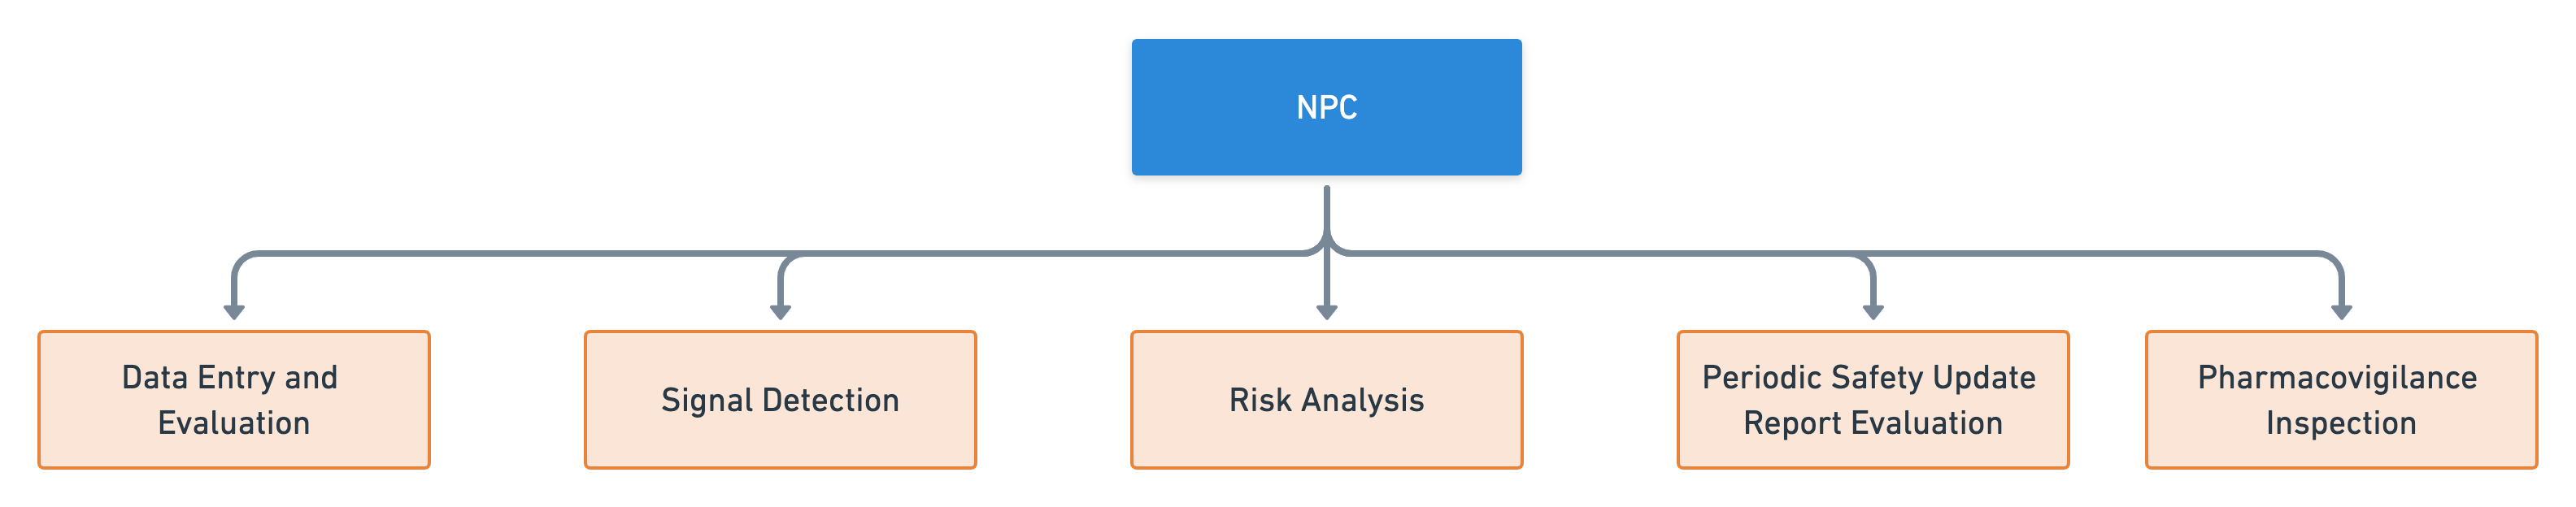 NPC
Data Entry and
Evaluation
Signal Detection
Risk Analysis
Periodic Safety Update
Report Evaluation
Pharmacovigilance
Inspection